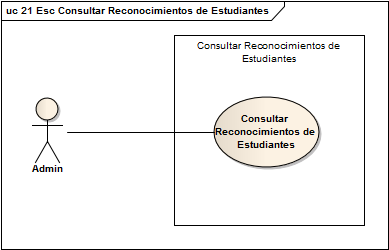 uc 21 Esc Consultar Reconocimientos de Estudiantes
Consultar Reconocimientos de
Estudiantes
Consultar
Reconocimientos de
Estudiantes
Admin